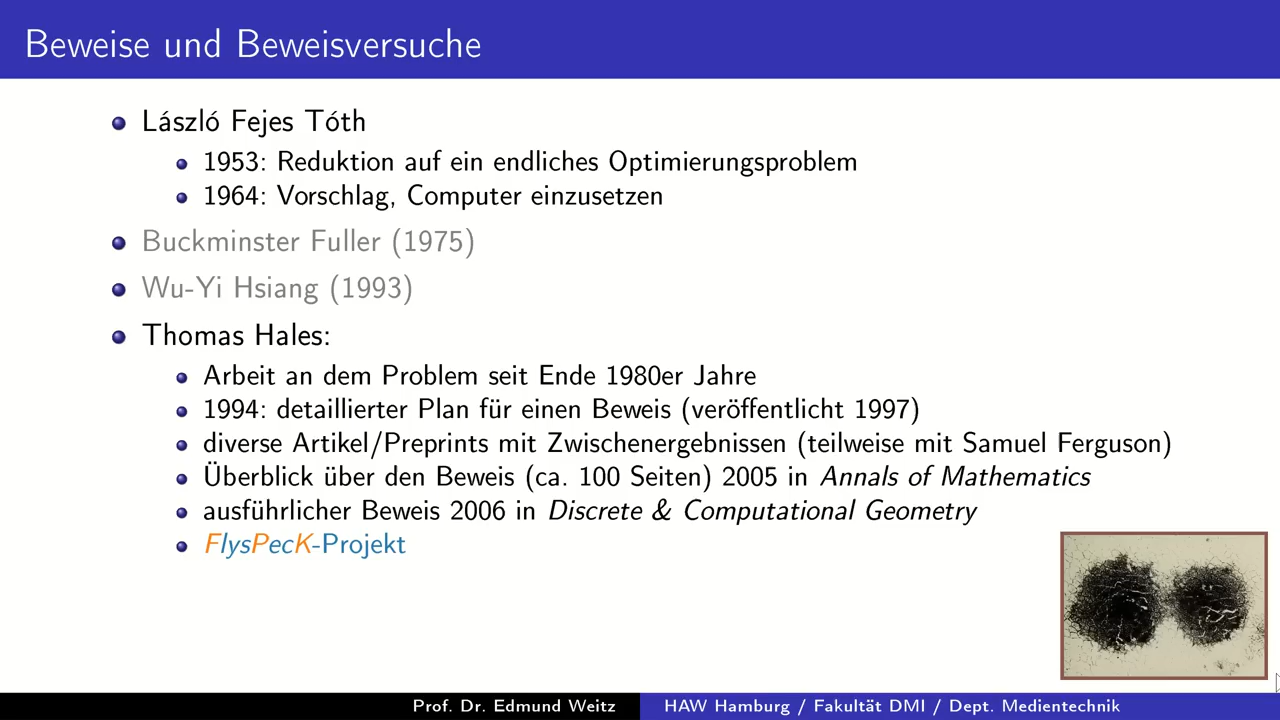 Beweise und Beweisversuche
László Fejes Tóth
1953: Reduktion auf ein endliches Optimierungsproblem
1964: Vorschlag, Computer einzusetzen
Buckminster Fuller (1975)
Wu-Yi Hsiang (1993)
Thomas Hales:
Arbeit an dem Problem seit Ende 1980er Jahre
1994: detaillierter Plan für einen Beweis (veröffentlicht 1997)
diverse Artikel/Preprints mit Zwischenergebnissen (teilweise mit Samuel Ferguson)
Überblick über den Beweis (ca. 100 Seiten) 2005 in Annals of Mathematics
ausführlicher Beweis 2006 in Discrete & Computational Geometry
FlysPecK-Projekt
Prof. Dr. Edmund Weitz HAW Hamburg / Fakultät DMI / Dept. Medientechnik